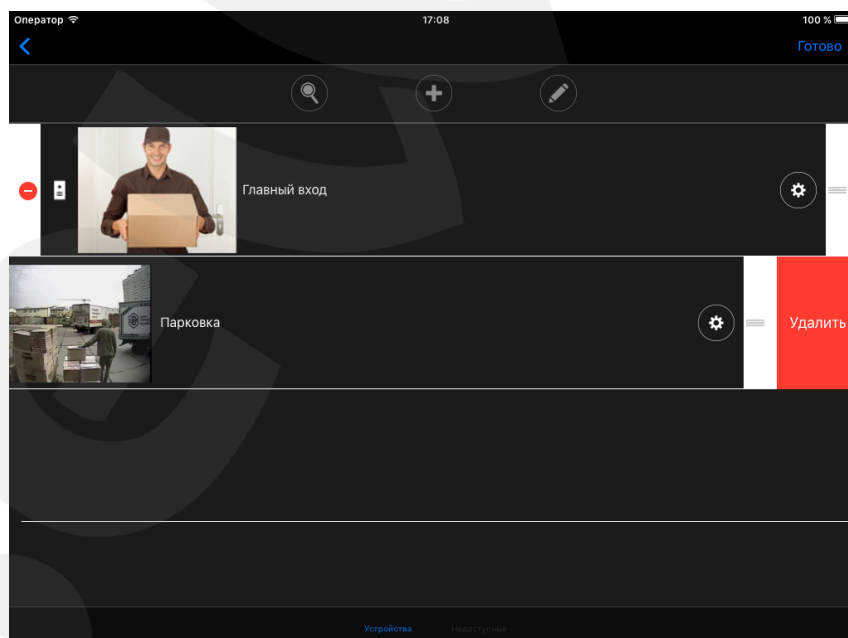 Оператор 17:08 100 %
Готово
Главный вход
Парковка
Удалить
Устройства Недоступные